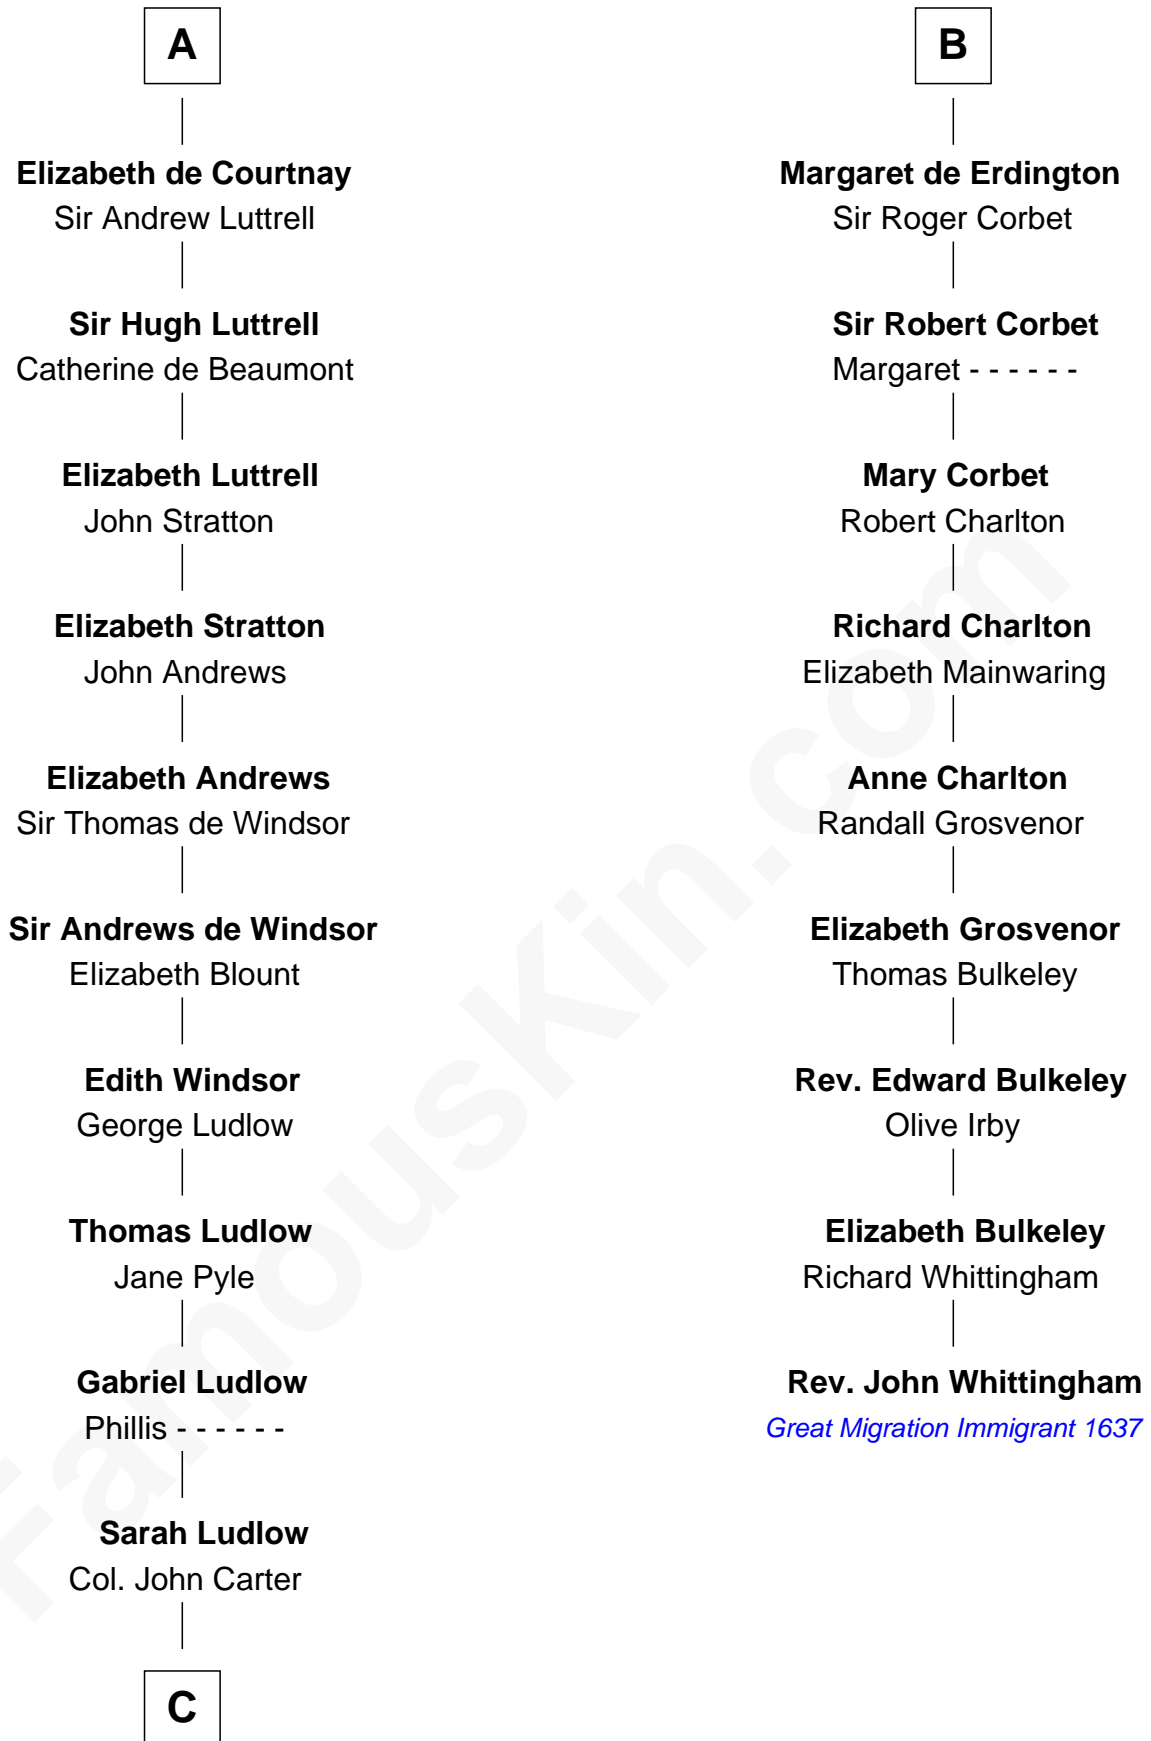 A
Elizabeth de Courtnay
Sir Andrew Luttrell
Sir Hugh Luttrell
Catherine de Beaumont
Elizabeth Luttrell
John Stratton
Elizabeth Stratton
John Andrews
Elizabeth Andrews
Sir Thomas de Windsor
Sir Andrews de Windsor
Elizabeth Blount
Edith Windsor
George Ludlow
Thomas Ludlow
Jane Pyle
Gabriel Ludlow
Phillis - - - - - -
Sarah Ludlow
Col. John Carter
C
B
Margaret de Erdington
Sir Roger Corbet
Sir Robert Corbet
Margaret - - - - - -
Mary Corbet
Robert Charlton
Richard Charlton
Elizabeth Mainwaring
Anne Charlton
Randall Grosvenor
Elizabeth Grosvenor
Thomas Bulkeley
Rev. Edward Bulkeley
Olive Irby
Elizabeth Bulkeley
Richard Whittingham
Rev. John Whittingham
Great Migration Immigrant 1637
FamousKin.com